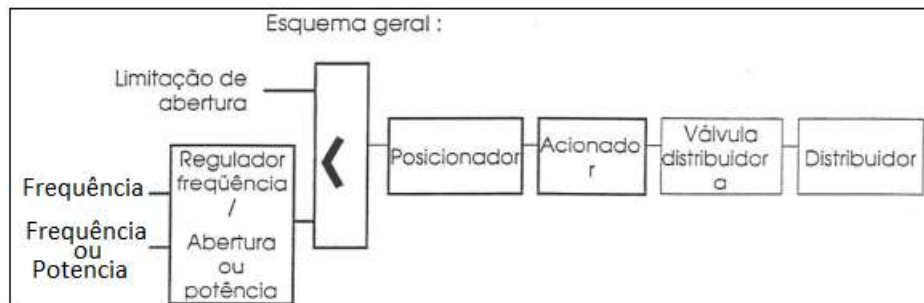 Esquema geral :
Limitação de
abertura
Frequência
Frequência
ou
Potencia
Regulador
freqüência
/
Abertura
ou
potência
<
Posicionador
Acionado
r
Válvula
distribuidor
a
Distribuidor